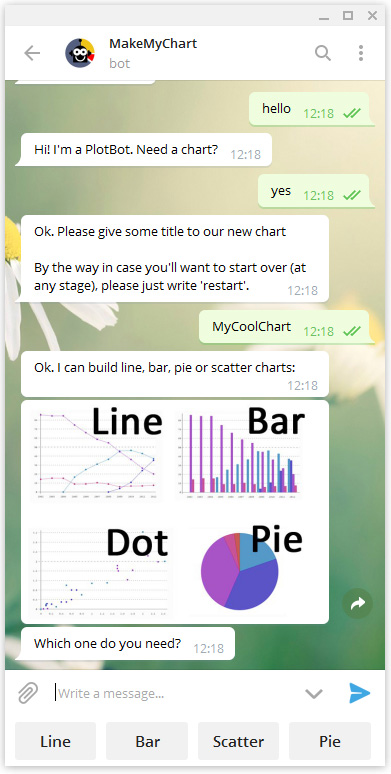 MakeMyChart
bot
hello 12:18
Hi! I'm a PlotBot. Need a chart? 12:18
yes 12:18
Ok. Please give some title to our new chart
By the way in case you'll want to start over (at
any stage), please just write 'restart'. 12:18
MyCoolChart 12:18
Ok. I can build line, bar, pie or scatter charts:
12:18
Line Bar
Dot Pie
Which one do you need? 12:18
Write a message...
Line Bar Scatter Pie